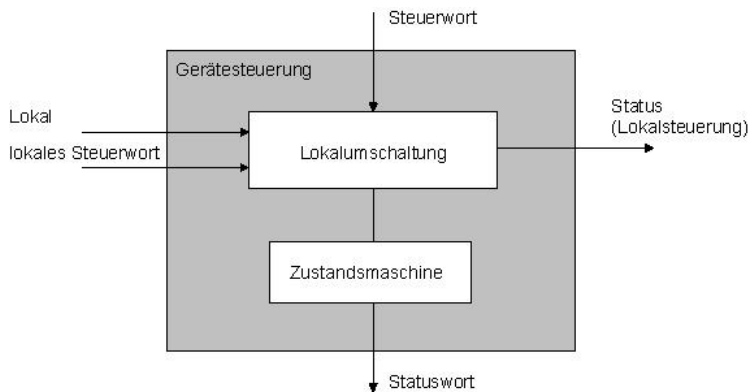 Steuerwort
Gerätesteuerung
Lokal
lokales Steuerwort
Lokalumschaltung
Status
(Lokalsteuerung)
Zustandsmaschine
Statuswort